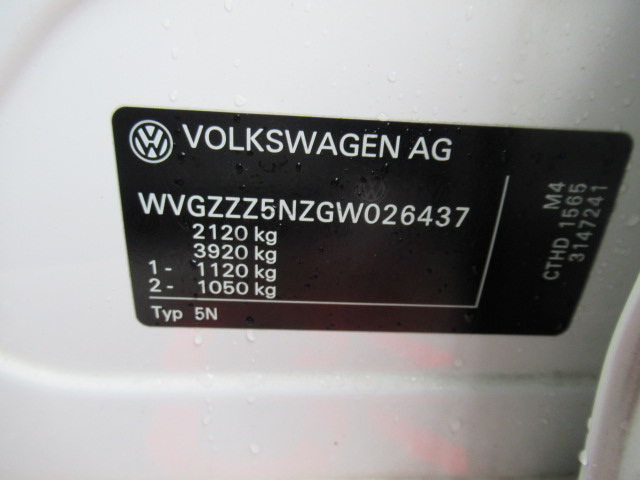 VOLKSWAGEN AG
WVGZZZ5NZGW026437
2120 kg
3920 kg
1 - 1120 kg
2 - 1050 kg
Typ 5N
M4
CTHD 1565
3147241